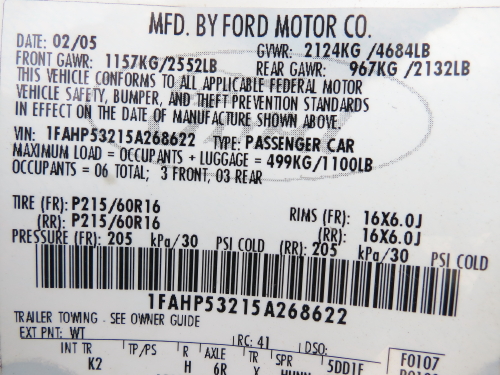 MFD. BY FORD MOTOR CO.
DATE: 02/05 GVWR: 2124KG /4684LB
FRONT GAWR: 1157KG/2552LB REAR GAWR: 967KG/2132LB
THIS VEHICLE CONFORMS TO ALL APPLICABLE FEDERAL MOTOR
VEHICLE SAFETY, BUMPER, AND THEFT PREVENTION STANDARDS
IN EFFECT ON THE DATE OF MANUFACTURE SHOWN ABOVE.
VIN: 1FAHP53215A268622 TYPE: PASSENGER CAR
MAXIMUM LOAD = OCCUPANTS + LUGGAGE = 499KG/1100LB
OCCUPANTS = 06 TOTAL; 3 FRONT, 03 REAR
TIRE (FR): P215/60R16 RIMS (FR): 16X6.0J
(RR): P215/60R16 (RR): 16X6.0J
PRESSURE (FR): 205 kPa/30 PSI COLD (RR): 205 kPa/30 PSI COLD
1FAHP53215A268622
TRAILER TOWING - SEE OWNER GUIDE
EXT PNT: WT RC: 41 DSO: F0107
INT TR TP/PS R AXLE TR SPR 5DD1F
K2 H 6R X